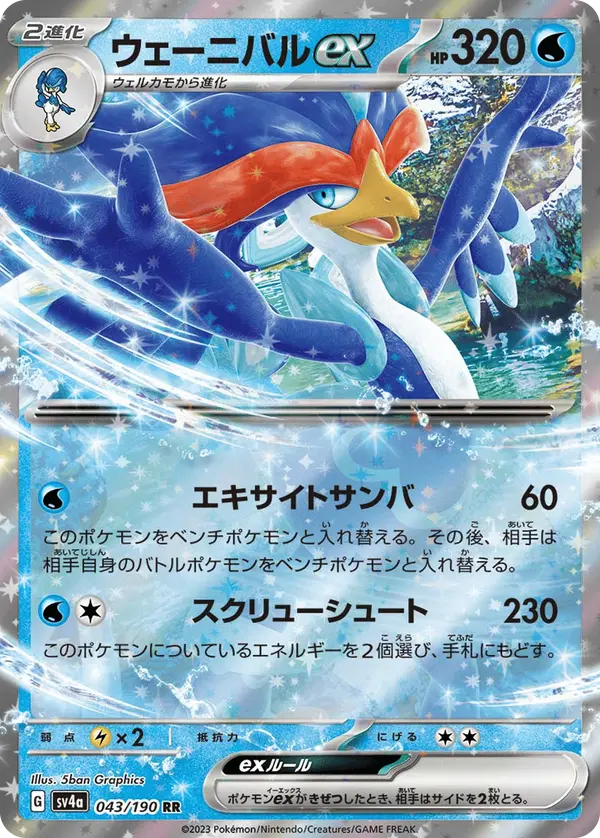 2進化
ウェーニバルex
HP 320
ウェルカモから進化
エキサイトサンバ 60
このポケモンをベンチポケモンと入れ替える。その後、相手は
相手自身のバトルポケモンをベンチポケモンと入れ替える。
スクリューシュート 230
このポケモンについているエネルギーを2個選び、手札にもどす。
弱点 ×2 抵抗力 にげる
Illus. 5ban Graphics
exルール
ポケモンexがきぜつしたとき、相手はサイドを2枚とる。
G sv4a 043/190 RR
©2023 Pokémon/Nintendo/Creatures/GAME FREAK.